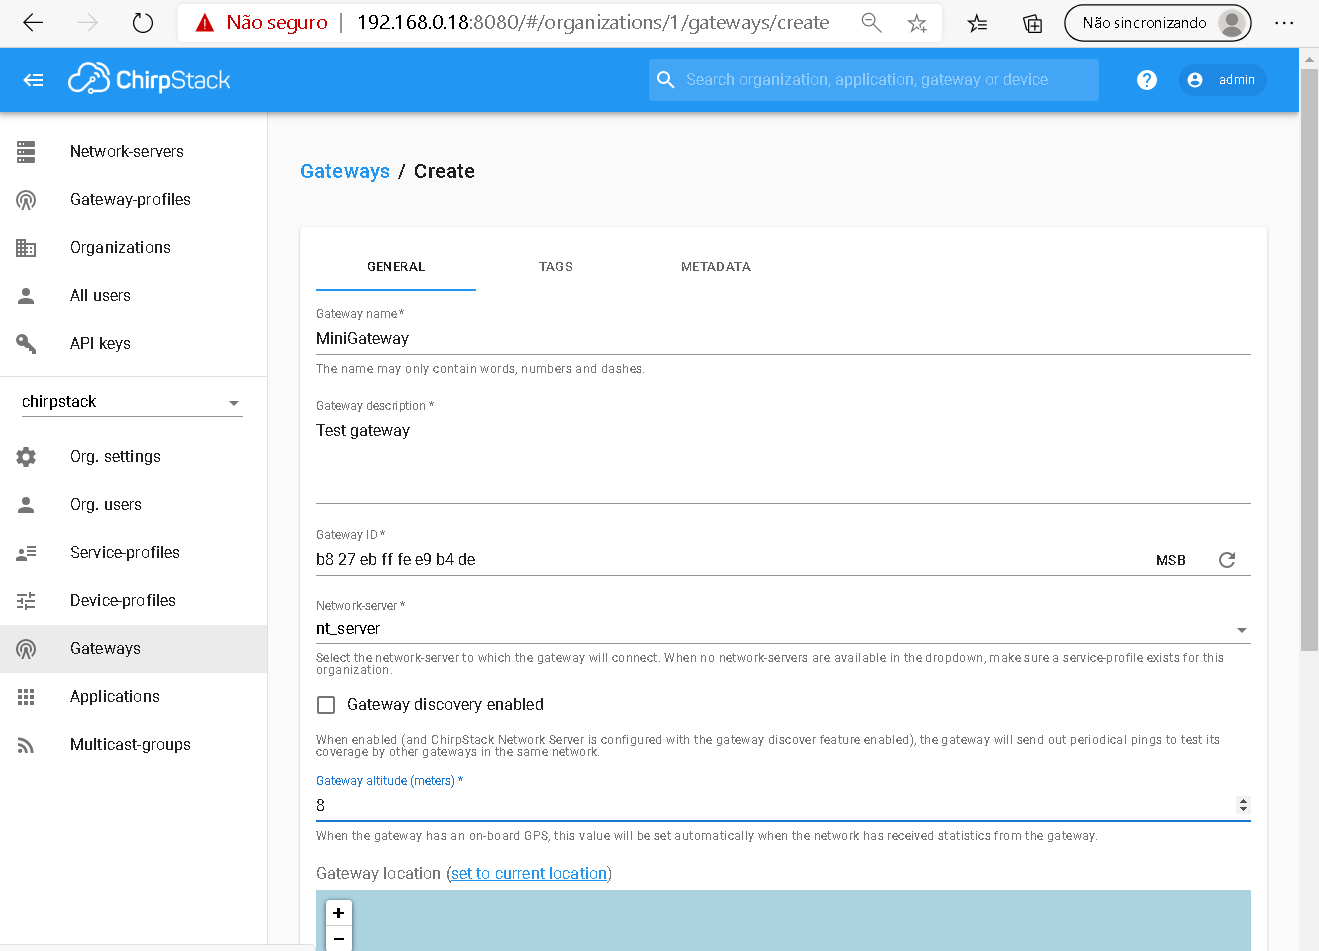 Não seguro | 192.168.0.18:8080/#/organizations/1/gateways/create Não sincronizando
ChirpStack Search organization, application, gateway or device ? admin
Network-servers
Gateway-profiles
Organizations
All users
API keys
chirpstack
Org. settings
Org. users
Service-profiles
Device-profiles
Gateways
Applications
Multicast-groups
Gateways / Create
GENERAL TAGS METADATA
Gateway name *
MiniGateway
The name may only contain words, numbers and dashes.
Gateway description *
Test gateway
Gateway ID *
b8 27 eb ff fe e9 b4 de MSB
Network-server *
nt_server
Select the network-server to which the gateway will connect. When no network-servers are available in the dropdown, make sure a service-profile exists for this
organization.
Gateway discovery enabled
When enabled (and ChirpStack Network Server is configured with the gateway discover feature enabled), the gateway will send out periodical pings to test its
coverage by other gateways in the same network.
Gateway altitude (meters) *
8
When the gateway has an on-board GPS, this value will be set automatically when the network has received statistics from the gateway.
Gateway location (set to current location)
+
−